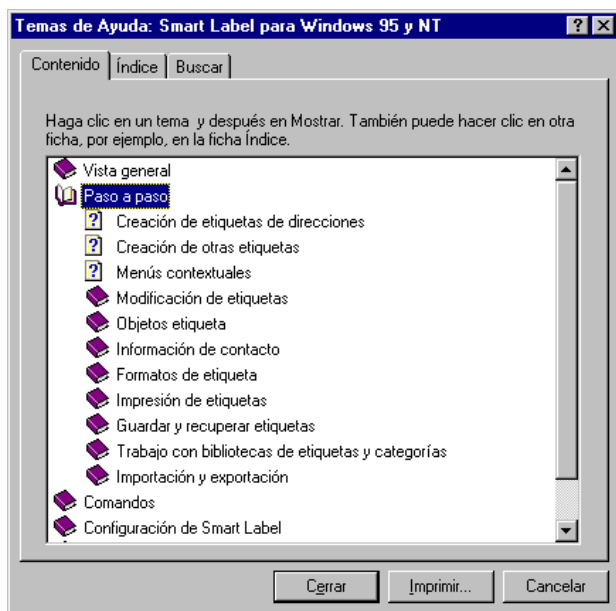 Temas de Ayuda: Smart Label para Windows 95 y NT
Contenido Índice Buscar
Haga clic en un tema y después en Mostrar. También puede hacer clic en otra
ficha, por ejemplo, en la ficha Índice.
Vista general
Paso a paso
Creación de etiquetas de direcciones
Creación de otras etiquetas
Menús contextuales
Modificación de etiquetas
Objetos etiqueta
Información de contacto
Formatos de etiqueta
Impresión de etiquetas
Guardar y recuperar etiquetas
Trabajo con bibliotecas de etiquetas y categorías
Importación y exportación
Comandos
Configuración de Smart Label
Cerrar Imprimir... Cancelar